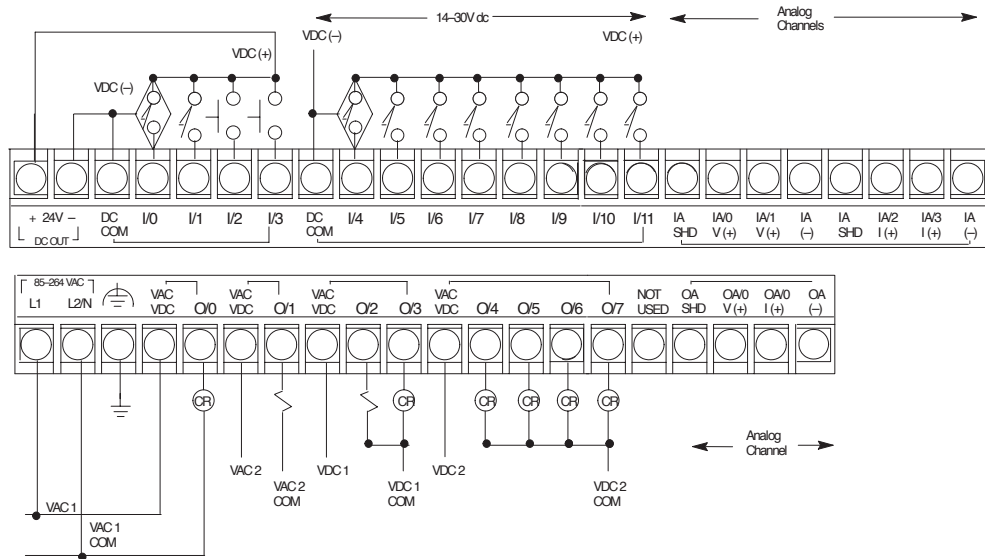 14–30V dc
Analog
Channels
VDC (–)
VDC (+)
VDC (+)
VDC (–)
+ 24V –
DC OUT
DC
COM
I/0
I/1
I/2
I/3
DC
COM
I/4
I/5
I/6
I/7
I/8
I/9
I/10
I/11
IA
SHD
IA/0
V (+)
IA/1
V (+)
IA
(–)
IA
SHD
IA/2
I (+)
IA/3
I (+)
IA
(–)
85–264 VAC
L1
L2/N
VAC
VDC
O/0
VAC
VDC
O/1
VAC
VDC
O/2
O/3
VAC
VDC
O/4
O/5
O/6
O/7
NOT
USED
OA
SHD
OA/0
V (+)
OA/0
I (+)
OA
(–)
CR
CR
CR
CR
CR
CR
Analog
Channel
VAC 2
VAC 2
COM
VDC 1
VDC 1
COM
VDC 2
VDC 2
COM
VAC 1
VAC 1
COM